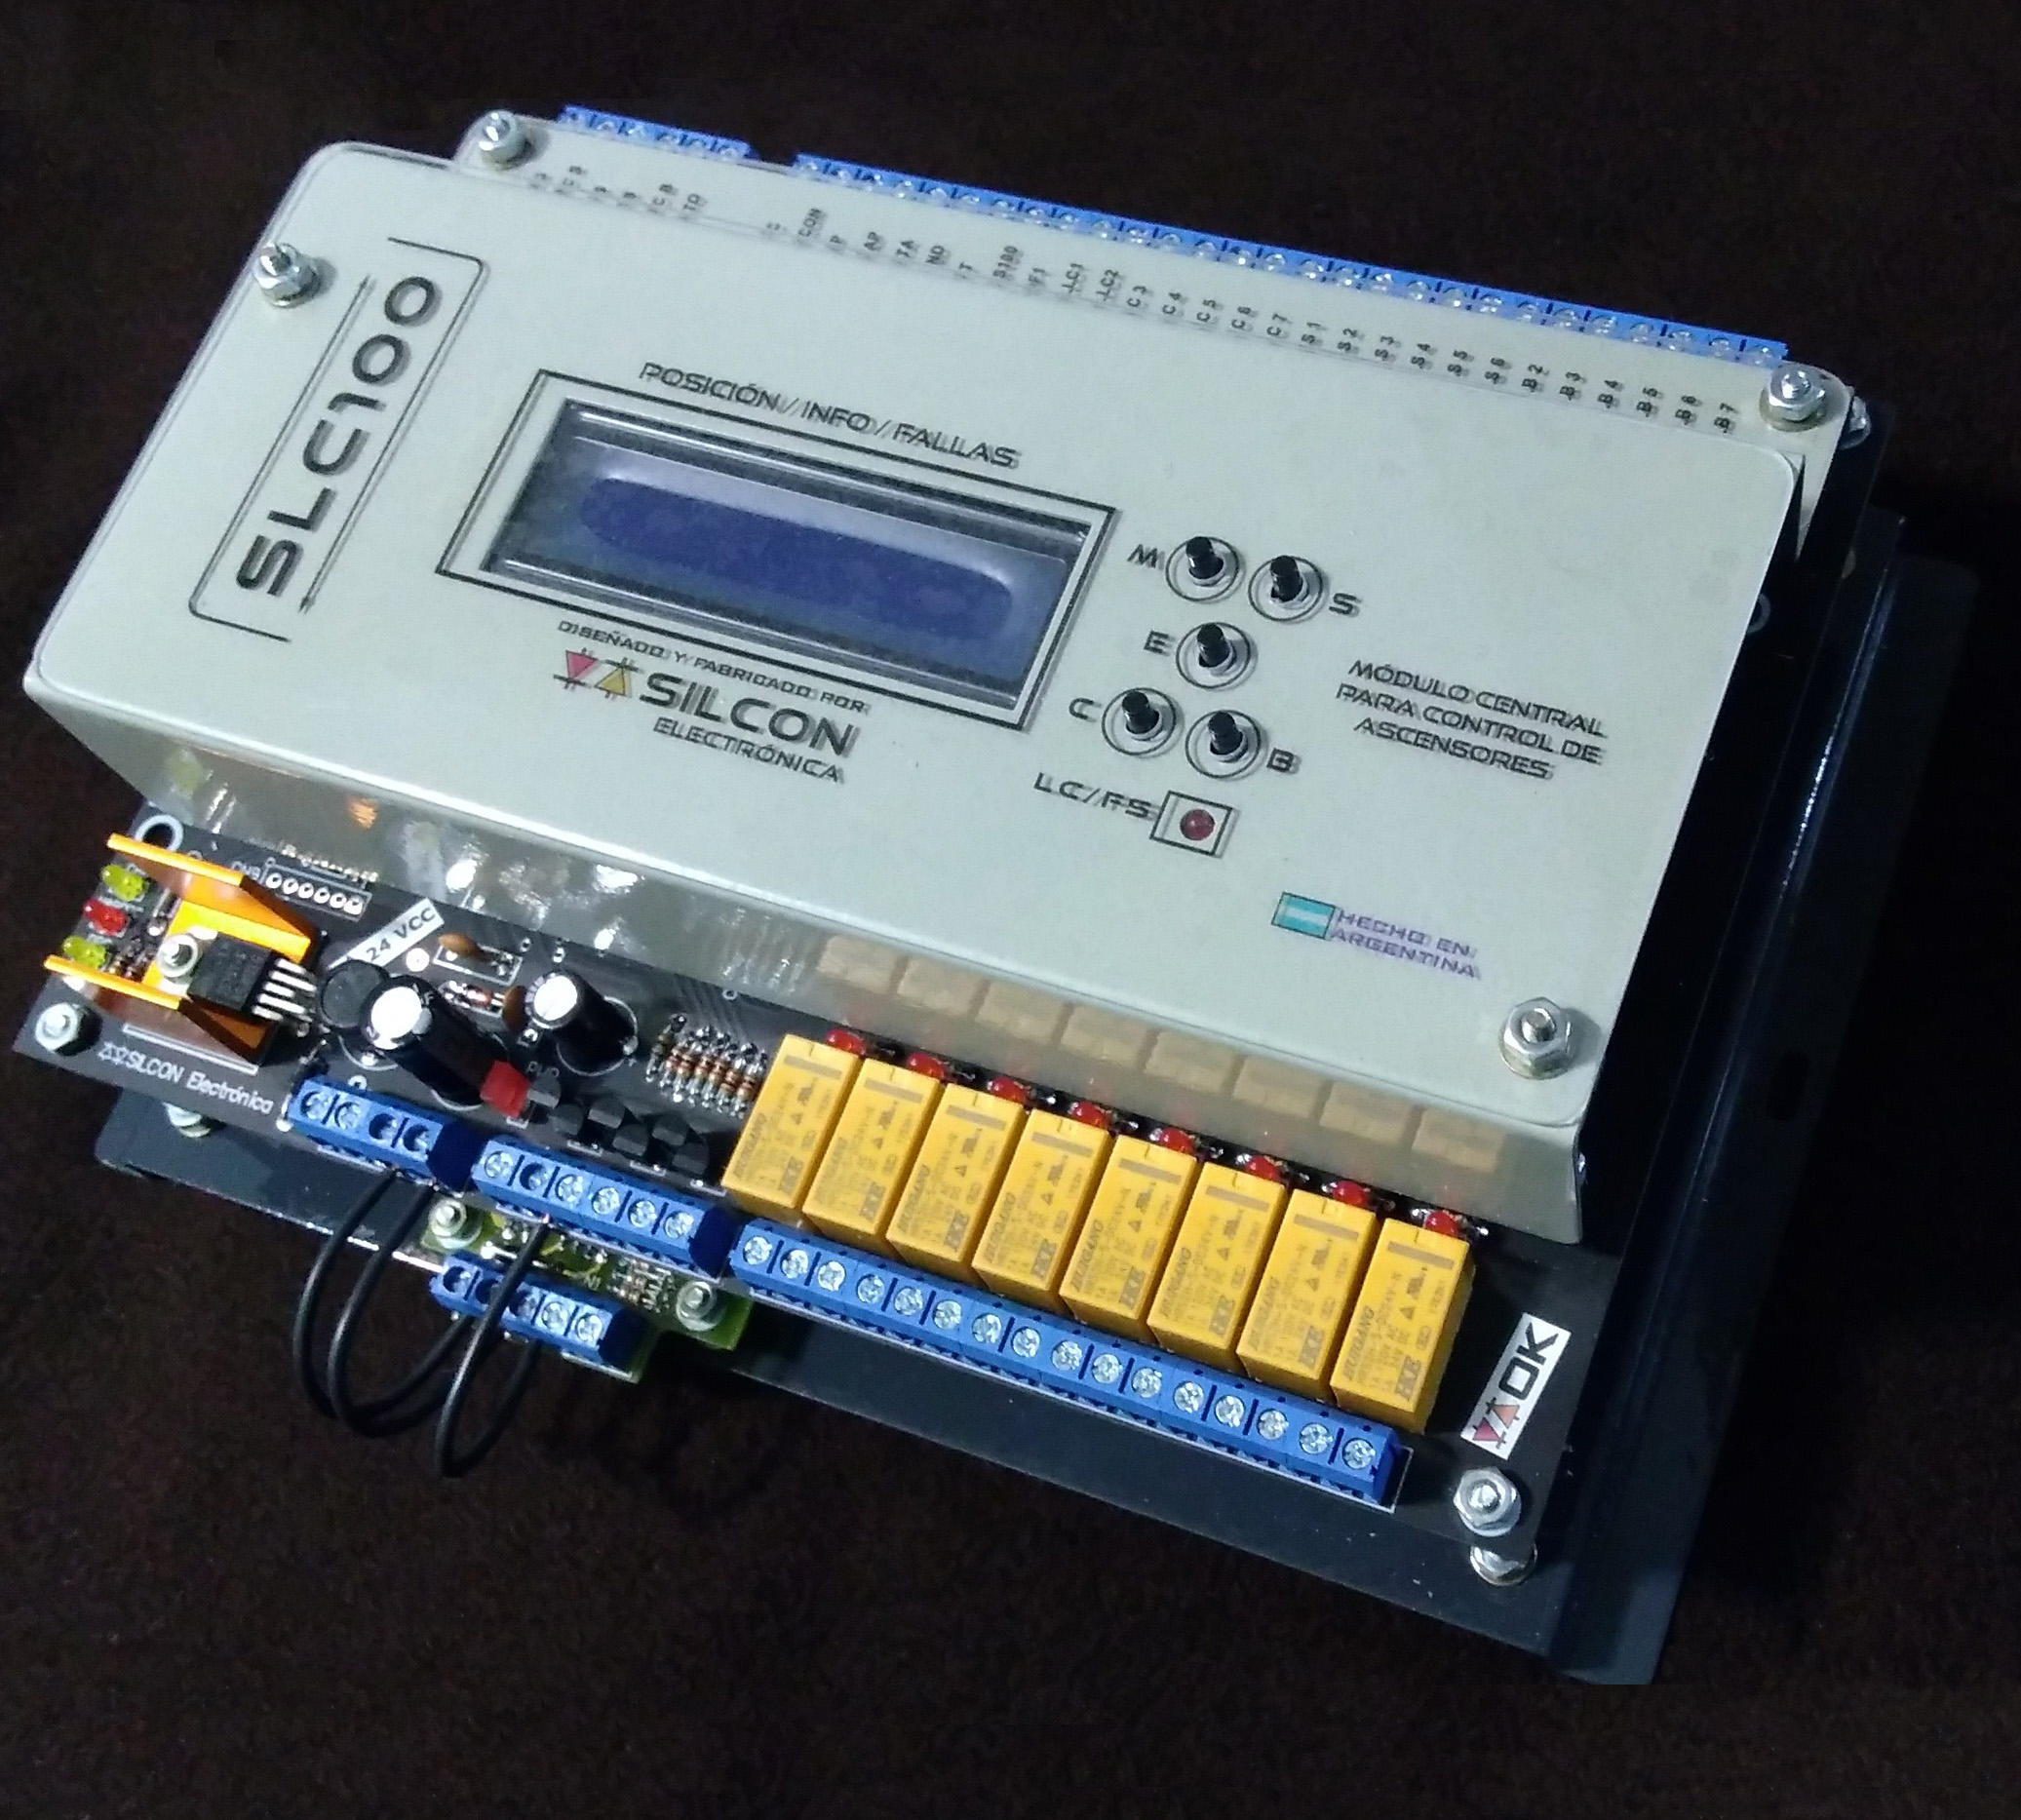 CON
P
AP
TA
NO
T
S180
F1
LC1
LC2
C3
C4
C5
C6
C7
S1
S2
S3
S4
S5
S6
B2
B3
B4
B5
B6
B7
SLC100
POSICIÓN / INFO / FALLAS
M
S
E
C
B
LC/FS
DISEÑADO Y FABRICADO POR:
SILCON
ELECTRÓNICA
MÓDULO CENTRAL
PARA CONTROL DE
ASCENSORES
HECHO EN
ARGENTINA
24 VCC
SILCON Electrónica
OK